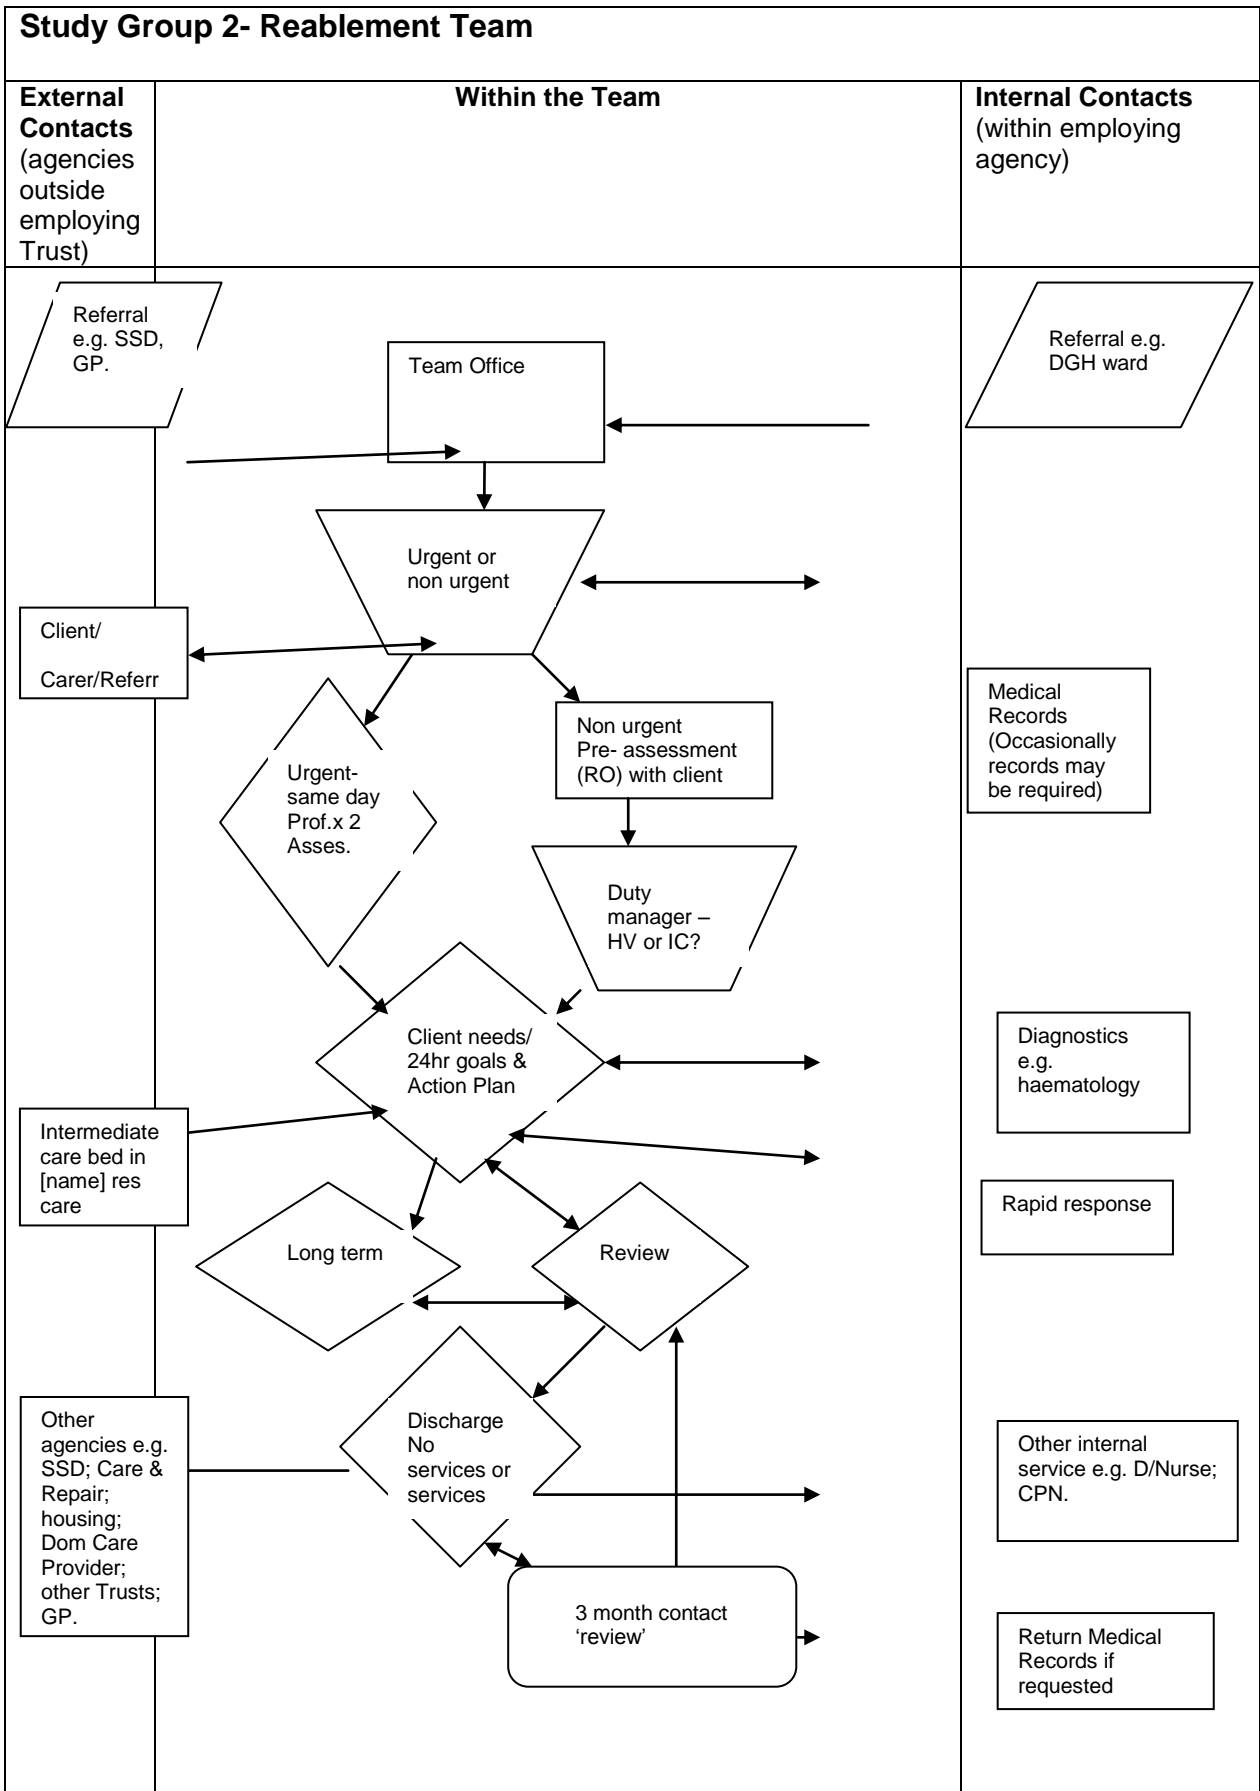 Study Group 2- Reablement Team
External
Contacts
(agencies
outside
employing
Trust)
Within the Team
Internal Contacts
(within employing
agency)
Referral
e.g. SSD,
GP.
Team Office
Referral e.g.
DGH ward
Urgent or
non urgent
Client/
Carer/Referr
Non urgent
Pre- assessment
(RO) with client
Medical
Records
(Occasionally
records may
be required)
Urgent-
same day
Prof.x 2
Asses.
Duty
manager –
HV or IC?
Client needs/
24hr goals &
Action Plan
Diagnostics
e.g.
haematology
Intermediate
care bed in
[name] res
care
Rapid response
Long term
Review
Other
agencies e.g.
SSD; Care &
Repair;
housing;
Dom Care
Provider;
other Trusts;
GP.
Discharge
No
services or
services
Other internal
service e.g. D/Nurse;
CPN.
3 month contact
‘review’
Return Medical
Records if
requested